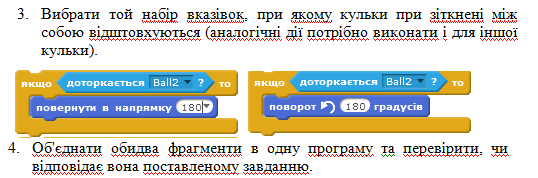 3. Вибрати той набір вказівок, при якому кульки при зіткнені між
собою відштовхуються (аналогічні дії потрібно виконати і для іншої
кульки).
якщо доторкається Ball2 ? то
повернути в напрямку 180
якщо доторкається Ball2 ? то
поворот 180 градусів
4. Об'єднати обидва фрагменти в одну програму та перевірити, чи
відповідає вона поставленому завданню.